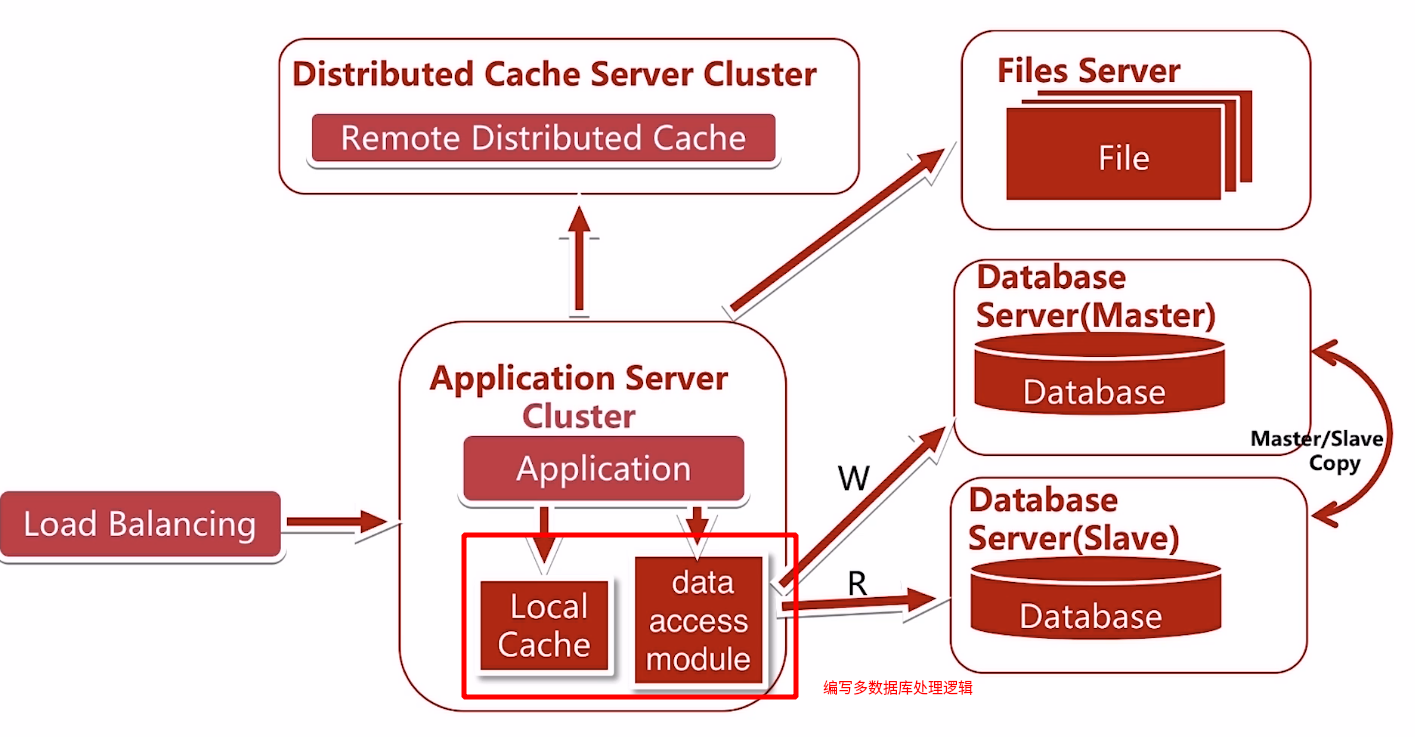 Distributed Cache Server Cluster
Remote Distributed Cache
Files Server
File
Database
Server(Master)
Database
Application Server
Cluster
Application
Load Balancing
Local
Cache
data
access
module
W
R
Master/Slave
Copy
Database
Server(Slave)
Database
编写多数据库处理逻辑